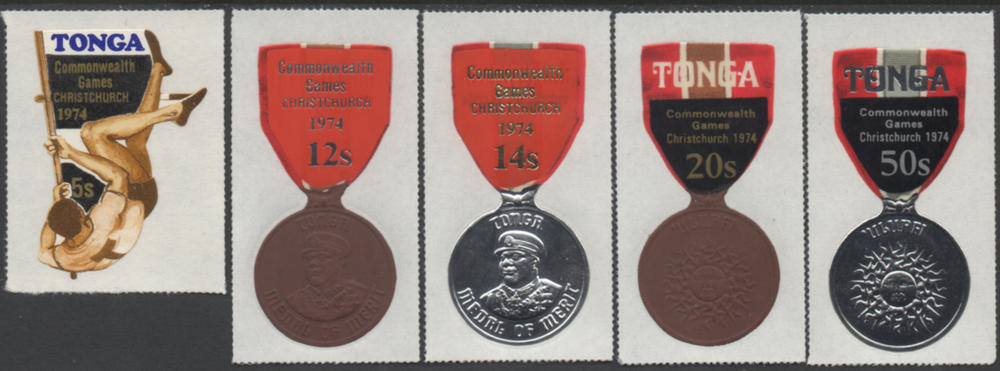 TONGA
Commonwealth
Games
CHRISTCHURCH
1974
5s
Commonwealth
Games
CHRISTCHURCH
1974
12s
TONGA
MEDAL OF MERIT
Commonwealth
Games
CHRISTCHURCH
1974
14s
TONGA
MEDAL OF MERIT
TONGA
Commonwealth
Games
Christchurch 1974
20s
TONGA
Commonwealth
Games
Christchurch 1974
50s